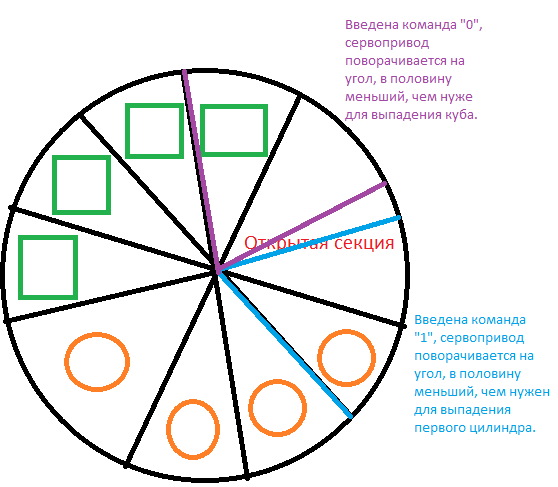 Введена команда "0",
сервопривод
поворачивается на
угол, в половину
меньший, чем нуже
для выпадения куба.
Открытая секция
Введена команда
"1", сервопривод
поворачивается на
угол, в половину
меньший, чем нужен
для выпадения
первого цилиндра.